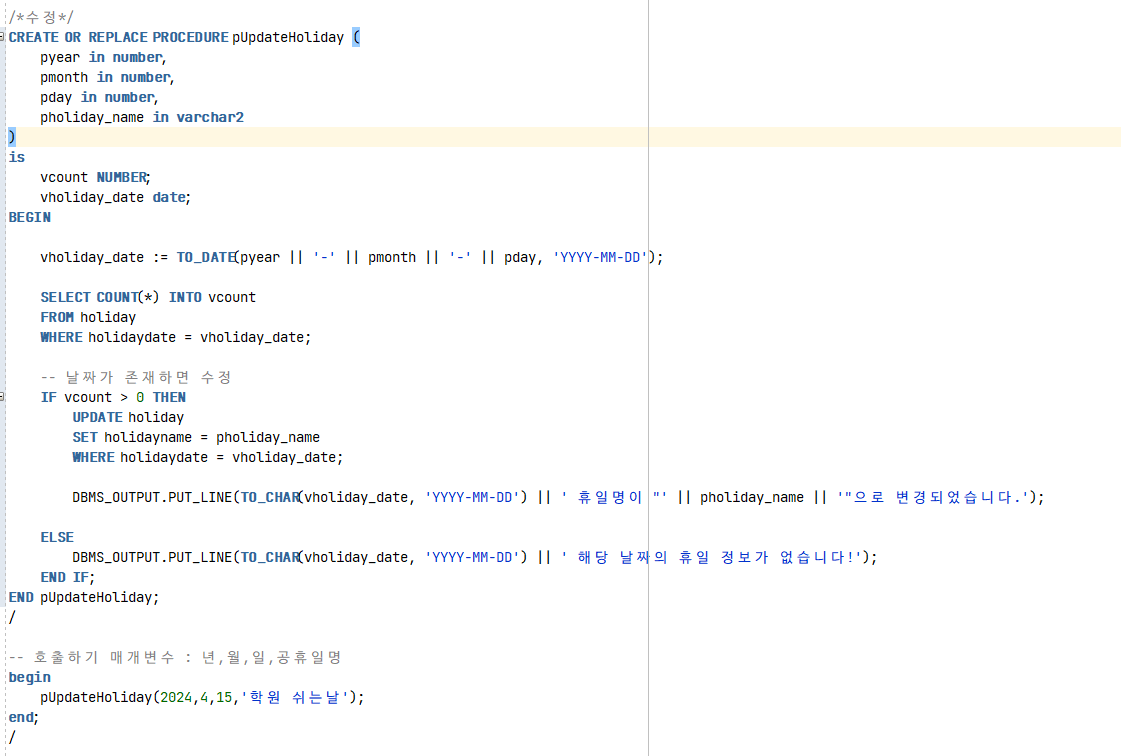 /*수정*/
CREATE OR REPLACE PROCEDURE pUpdateHoliday (
    pyear in number,
    pmonth in number,
    pday in number,
    pholiday_name in varchar2
)
is
    vcount NUMBER;
    vholiday_date date;
BEGIN
    vholiday_date := TO_DATE(pyear || '-' || pmonth || '-' || pday, 'YYYY-MM-DD');
    SELECT COUNT(*) INTO vcount
    FROM holiday
    WHERE holidaydate = vholiday_date;
    -- 날짜가 존재하면 수정
    IF vcount > 0 THEN
        UPDATE holiday
        SET holidayname = pholiday_name
        WHERE holidaydate = vholiday_date;
        DBMS_OUTPUT.PUT_LINE(TO_CHAR(vholiday_date, 'YYYY-MM-DD') || ' 휴일명이 "' || pholiday_name || '"으로 변경되었습니다.');
    ELSE
        DBMS_OUTPUT.PUT_LINE(TO_CHAR(vholiday_date, 'YYYY-MM-DD') || ' 해당 날짜의 휴일 정보가 없습니다!');
    END IF;
END pUpdateHoliday;
/
-- 호출하기 매개변수 : 년,월,일,공휴일명
begin
    pUpdateHoliday(2024,4,15,'학원 쉬는날');
end;
/